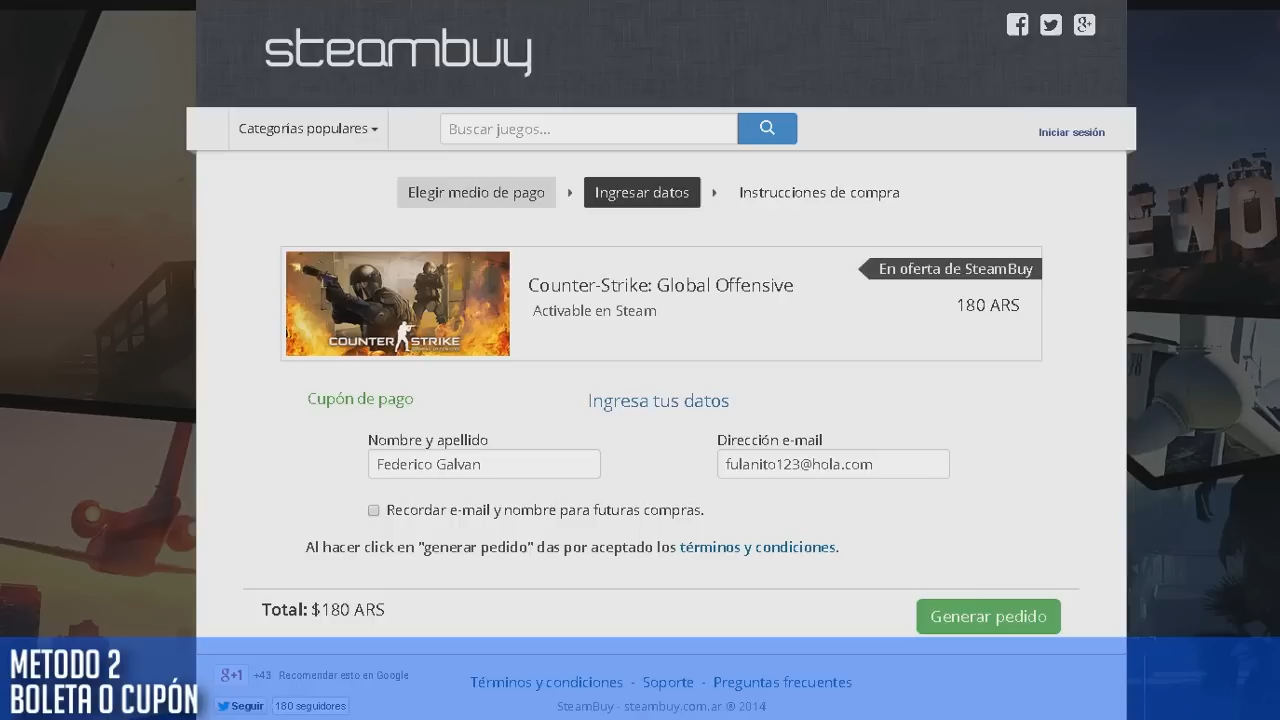 steambuy
Categorías populares
Buscar juegos...
Iniciar sesión
Elegir medio de pago
Ingresar datos
Instrucciones de compra
En oferta de SteamBuy
Counter-Strike: Global Offensive
180 ARS
Activable en Steam
COUNTER STRIKE
Cupón de pago
Ingresa tus datos
Nombre y apellido
Dirección e-mail
Federico Galvan
fulanito123@hola.com
Recordar e-mail y nombre para futuras compras.
Al hacer click en "generar pedido" das por aceptado los términos y condiciones.
Total: $180 ARS
Generar pedido
METODO 2
BOLETA O CUPÓN
g+1 +43 Recomendar esto en Google
Términos y condiciones - Soporte - Preguntas frecuentes
Seguir 180 seguidores
SteamBuy - steambuy.com.ar ® 2014